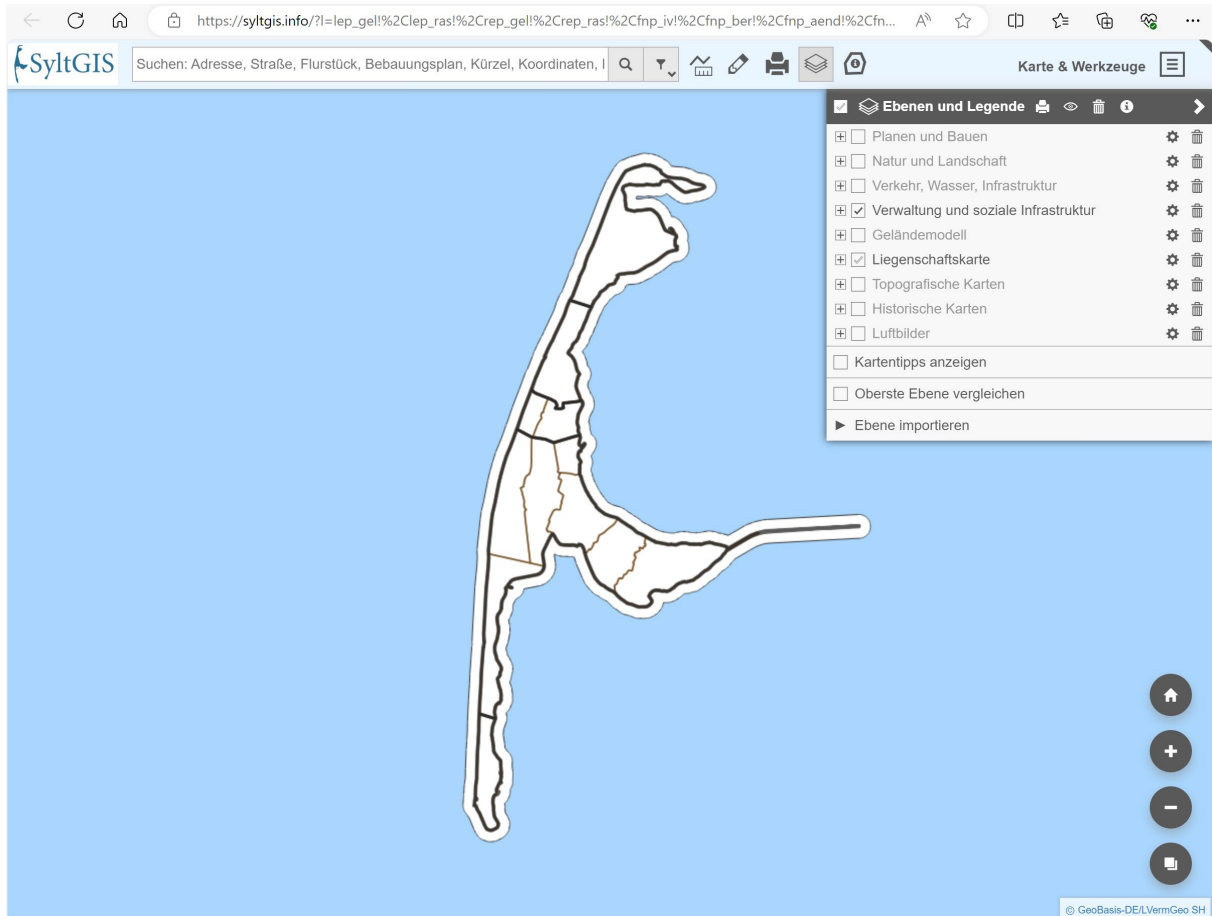 https://syltgis.info/?l=lep_gel!%2Clep_ras!%2Crep_gel!%2Crep_ras!%2Cfnp_iv!%2Cfnp_ber!%2Cfnp_aend!%2Cfn...
SyltGIS
Suchen: Adresse, Straße, Flurstück, Bebauungsplan, Kürzel, Koordinaten, I
Karte & Werkzeuge
Ebenen und Legende
Planen und Bauen
Natur und Landschaft
Verkehr, Wasser, Infrastruktur
Verwaltung und soziale Infrastruktur
Geländemodell
Liegenschaftskarte
Topografische Karten
Historische Karten
Luftbilder
Kartentipps anzeigen
Oberste Ebene vergleichen
Ebene importieren
© GeoBasis-DE/LVermGeo SH